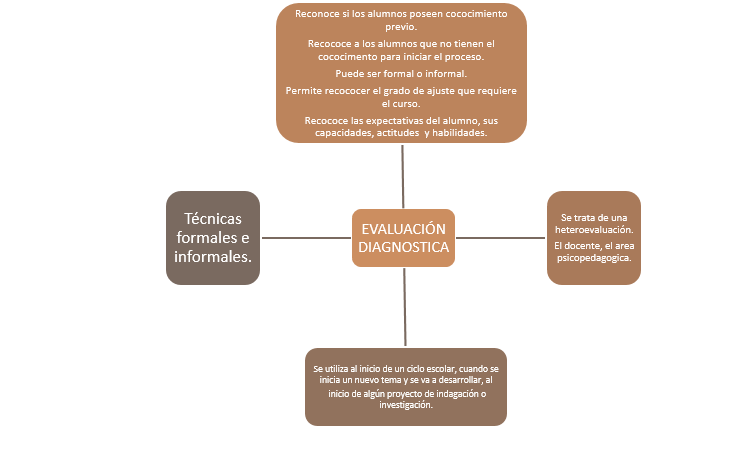 Reconoce si los alumnos poseen cococimiento
previo.
Recococe a los alumnos que no tienen el
cococimento para iniciar el proceso.
Puede ser formal o informal.
Permite recococer el grado de ajuste que requiere
el curso.
Recococe las expectativas del alumno, sus
capacidades, actitudes y habilidades.
Técnicas
formales e
informales.
EVALUACIÓN
DIAGNOSTICA
Se trata de una
heteroevaluación.
El docente, el area
psicopedagogica.
Se utiliza al inicio de un ciclo escolar, cuando se
inicia un nuevo tema y se va a desarrollar, al
inicio de algún proyecto de indagación o
investigación.